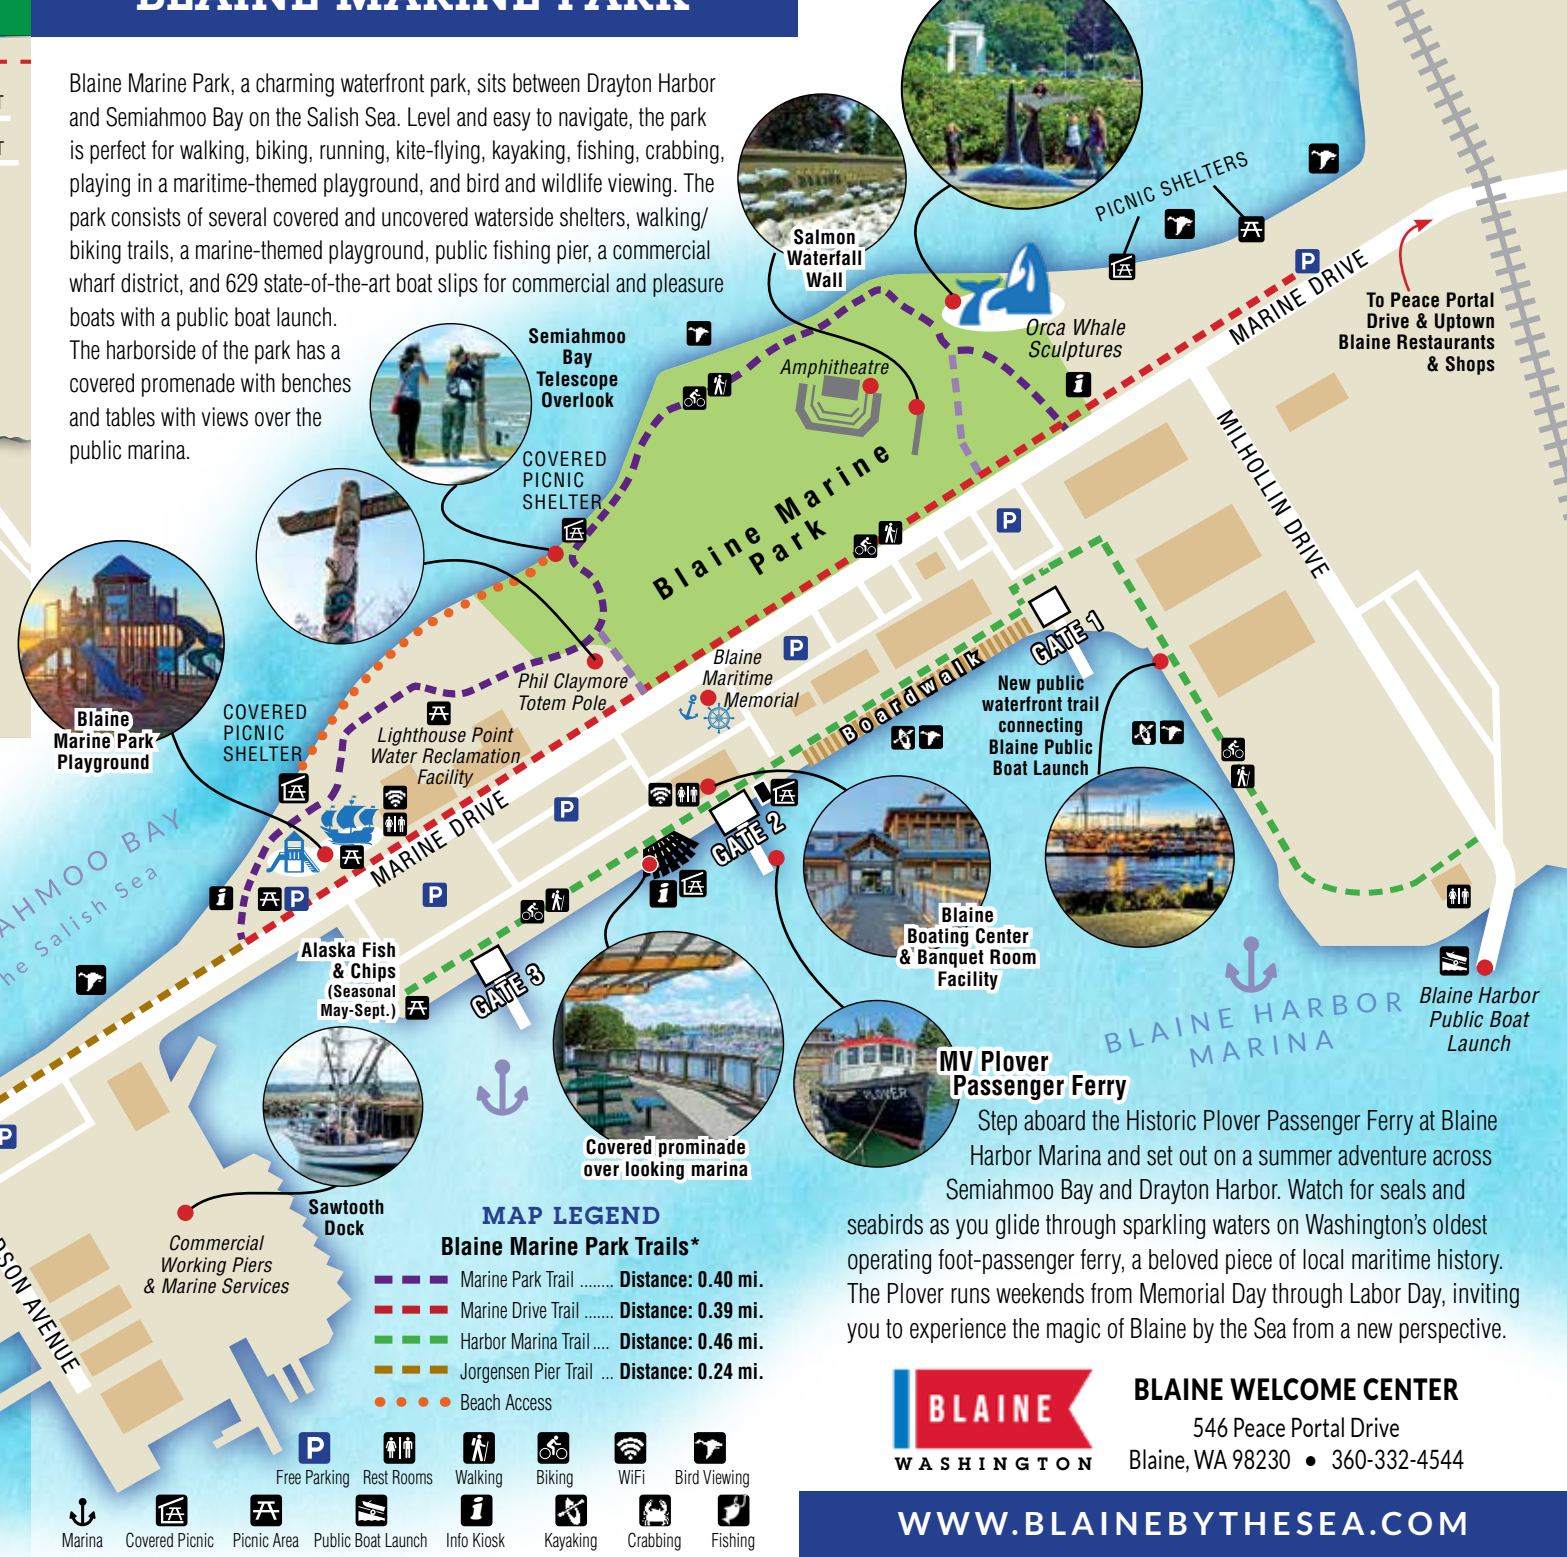 BLAINE MARINE PARK
Blaine Marine Park, a charming waterfront park, sits between Drayton Harbor
and Semiahmoo Bay on the Salish Sea. Level and easy to navigate, the park
is perfect for walking, biking, running, kite-flying, kayaking, fishing, crabbing,
playing in a maritime-themed playground, and bird and wildlife viewing. The
park consists of several covered and uncovered waterside shelters, walking/
biking trails, a marine-themed playground, public fishing pier, a commercial
wharf district, and 629 state-of-the-art boat slips for commercial and pleasure
boats with a public boat launch.
The harborside of the park has a
covered promenade with benches
and tables with views over the
public marina.
Salmon
Waterfall
Wall
PICNIC SHELTERS
P
MARINE DRIVE
To Peace Portal
Drive & Uptown
Blaine Restaurants
& Shops
Orca Whale
Sculptures
i
Amphitheatre
Semiahmoo
Bay
Telescope
Overlook
COVERED
PICNIC
SHELTER
Blaine Marine
Park
MILHOLLIN DRIVE
P
P
Blaine
Marine Park
Playground
COVERED
PICNIC
SHELTER
Phil Claymore
Totem Pole
Blaine
Maritime
Memorial
Lighthouse Point
Water Reclamation
Facility
MARINE DRIVE
Boardwalk
GATE 1
New public
waterfront trail
connecting
Blaine Public
Boat Launch
P
P
GATE 2
i
i
P
AHMOO BAY
he Salish Sea
Alaska Fish
& Chips
(Seasonal
May-Sept.)
GATE 3
Blaine
Boating Center
& Banquet Room
Facility
BLAINE HARBOR
MARINA
Blaine Harbor
Public Boat
Launch
P
Covered prominade
over looking marina
PLOVER
MV Plover
Passenger Ferry
Step aboard the Historic Plover Passenger Ferry at Blaine
Harbor Marina and set out on a summer adventure across
Semiahmoo Bay and Drayton Harbor. Watch for seals and
seabirds as you glide through sparkling waters on Washington's oldest
operating foot-passenger ferry, a beloved piece of local maritime history.
The Plover runs weekends from Memorial Day through Labor Day, inviting
you to experience the magic of Blaine by the Sea from a new perspective.
Sawtooth
Dock
Commercial
Working Piers
& Marine Services
RSON AVENUE
MAP LEGEND
Blaine Marine Park Trails*
Marine Park Trail ........ Distance: 0.40 mi.
Marine Drive Trail ....... Distance: 0.39 mi.
Harbor Marina Trail .... Distance: 0.46 mi.
Jorgensen Pier Trail ... Distance: 0.24 mi.
Beach Access
P
Free Parking Rest Rooms Walking Biking WiFi Bird Viewing
i
Marina Covered Picnic Picnic Area Public Boat Launch Info Kiosk Kayaking Crabbing Fishing
BLAINE
WASHINGTON
BLAINE WELCOME CENTER
546 Peace Portal Drive
Blaine, WA 98230 • 360-332-4544
WWW.BLAINEBYTHESEA.COM